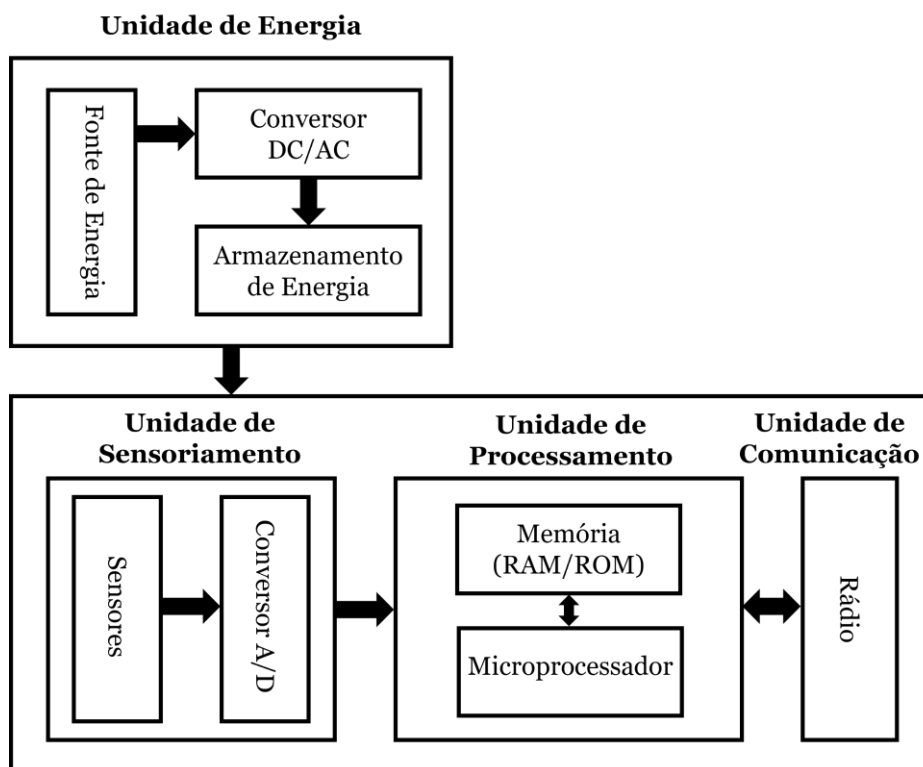 Unidade de Energia
Fonte de Energia
Conversor
DC/AC
Armazenamento
de Energia
Unidade de
Sensoriamento
Sensores
Conversor A/D
Unidade de
Processamento
Memória
(RAM/ROM)
Microprocessador
Unidade de
Comunicação
Rádio